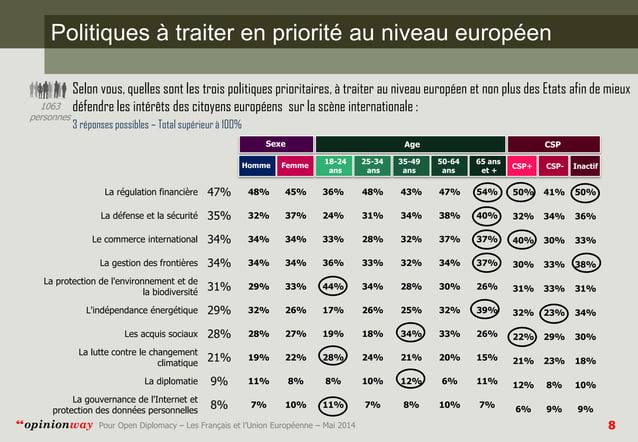 Politiques à traiter en priorité au niveau européen
1063
personnes
Selon vous, quelles sont les trois politiques prioritaires, à traiter au niveau européen et non plus des Etats afin de mieux
défendre les intérêts des citoyens européens sur la scène internationale :
3 réponses possibles – Total supérieur à 100%
Sexe Age CSP
Homme Femme 18-24 ans 25-34 ans 35-49 ans 50-64 ans 65 ans et + CSP+ CSP- Inactif
La régulation financière 47% 48% 45% 36% 48% 43% 47% 54% 50% 41% 50%
La défense et la sécurité 35% 32% 37% 24% 31% 34% 38% 40% 32% 34% 36%
Le commerce international 34% 34% 34% 33% 28% 32% 37% 37% 40% 30% 33%
La gestion des frontières 34% 34% 34% 36% 33% 32% 34% 37% 30% 33% 38%
La protection de l'environnement et de
la biodiversité 31% 29% 33% 44% 34% 28% 30% 26% 31% 33% 31%
L'indépendance énergétique 29% 32% 26% 17% 26% 25% 32% 39% 32% 23% 34%
Les acquis sociaux 28% 28% 27% 19% 18% 34% 33% 26% 22% 29% 30%
La lutte contre le changement
climatique 21% 19% 22% 28% 24% 21% 20% 15% 21% 23% 18%
La diplomatie 9% 11% 8% 8% 10% 12% 6% 11% 12% 8% 10%
La gouvernance de l'Internet et
protection des données personnelles 8% 7% 10% 11% 7% 8% 10% 7% 6% 9% 9%
“opinionway Pour Open Diplomacy – Les Français et l'Union Européenne – Mai 2014 8